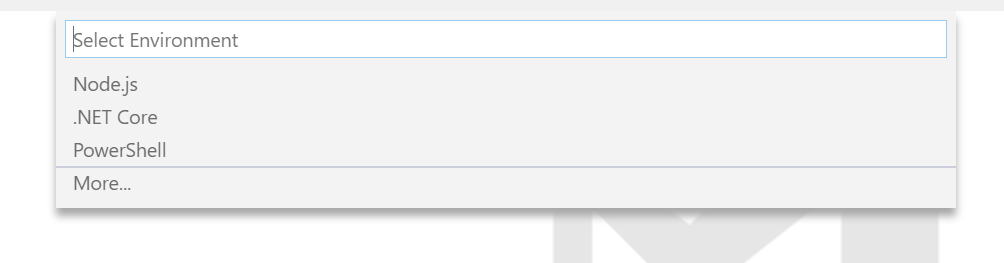 Select Environment
Node.js
.NET Core
PowerShell
More...